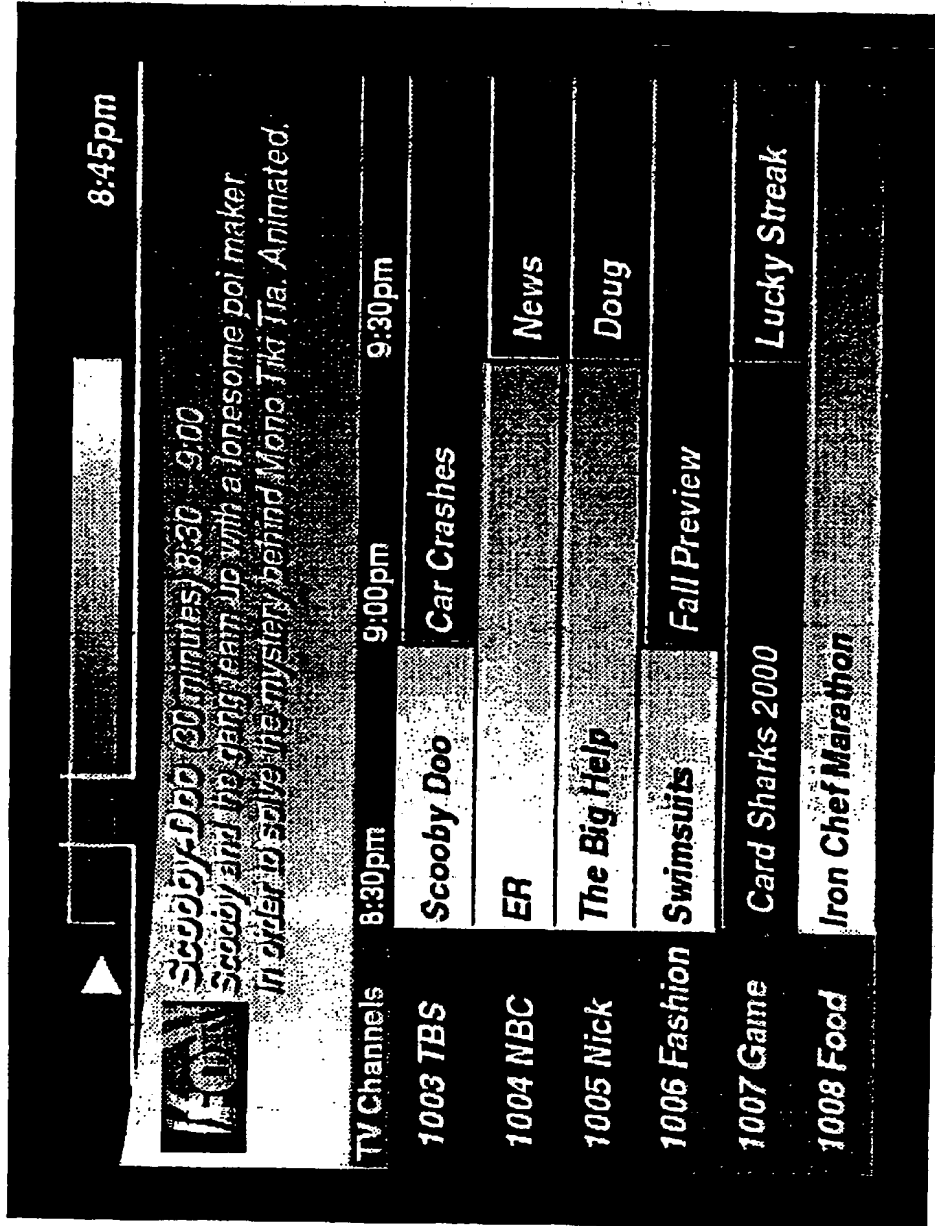 8:45pm
Scooby-Doo (30 minutes) 8:30 - 9:00
Scooby and the gang team up with a lonesome poi maker
In order to solve the mystery behind Mono Tiki Tia. Animated.
TV Channels 8:30pm 9:00pm 9:30pm
1003 TBS Scooby Doo Car Crashes
1004 NBC ER News
1005 Nick The Big Help Doug
1006 Fashion Swimsuits Fall Preview
1007 Game Card Sharks 2000 Lucky Streak
1008 Food Iron Chef Marathon